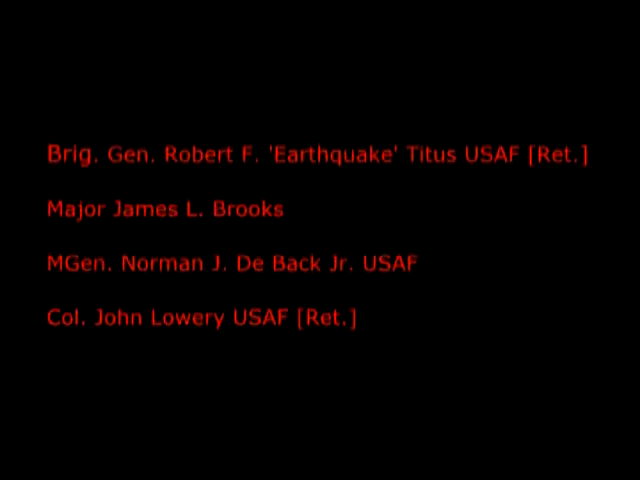 Brig. Gen. Robert F. 'Earthquake' Titus USAF [Ret.]
Major James L. Brooks
MGen. Norman J. De Back Jr. USAF
Col. John Lowery USAF [Ret.]